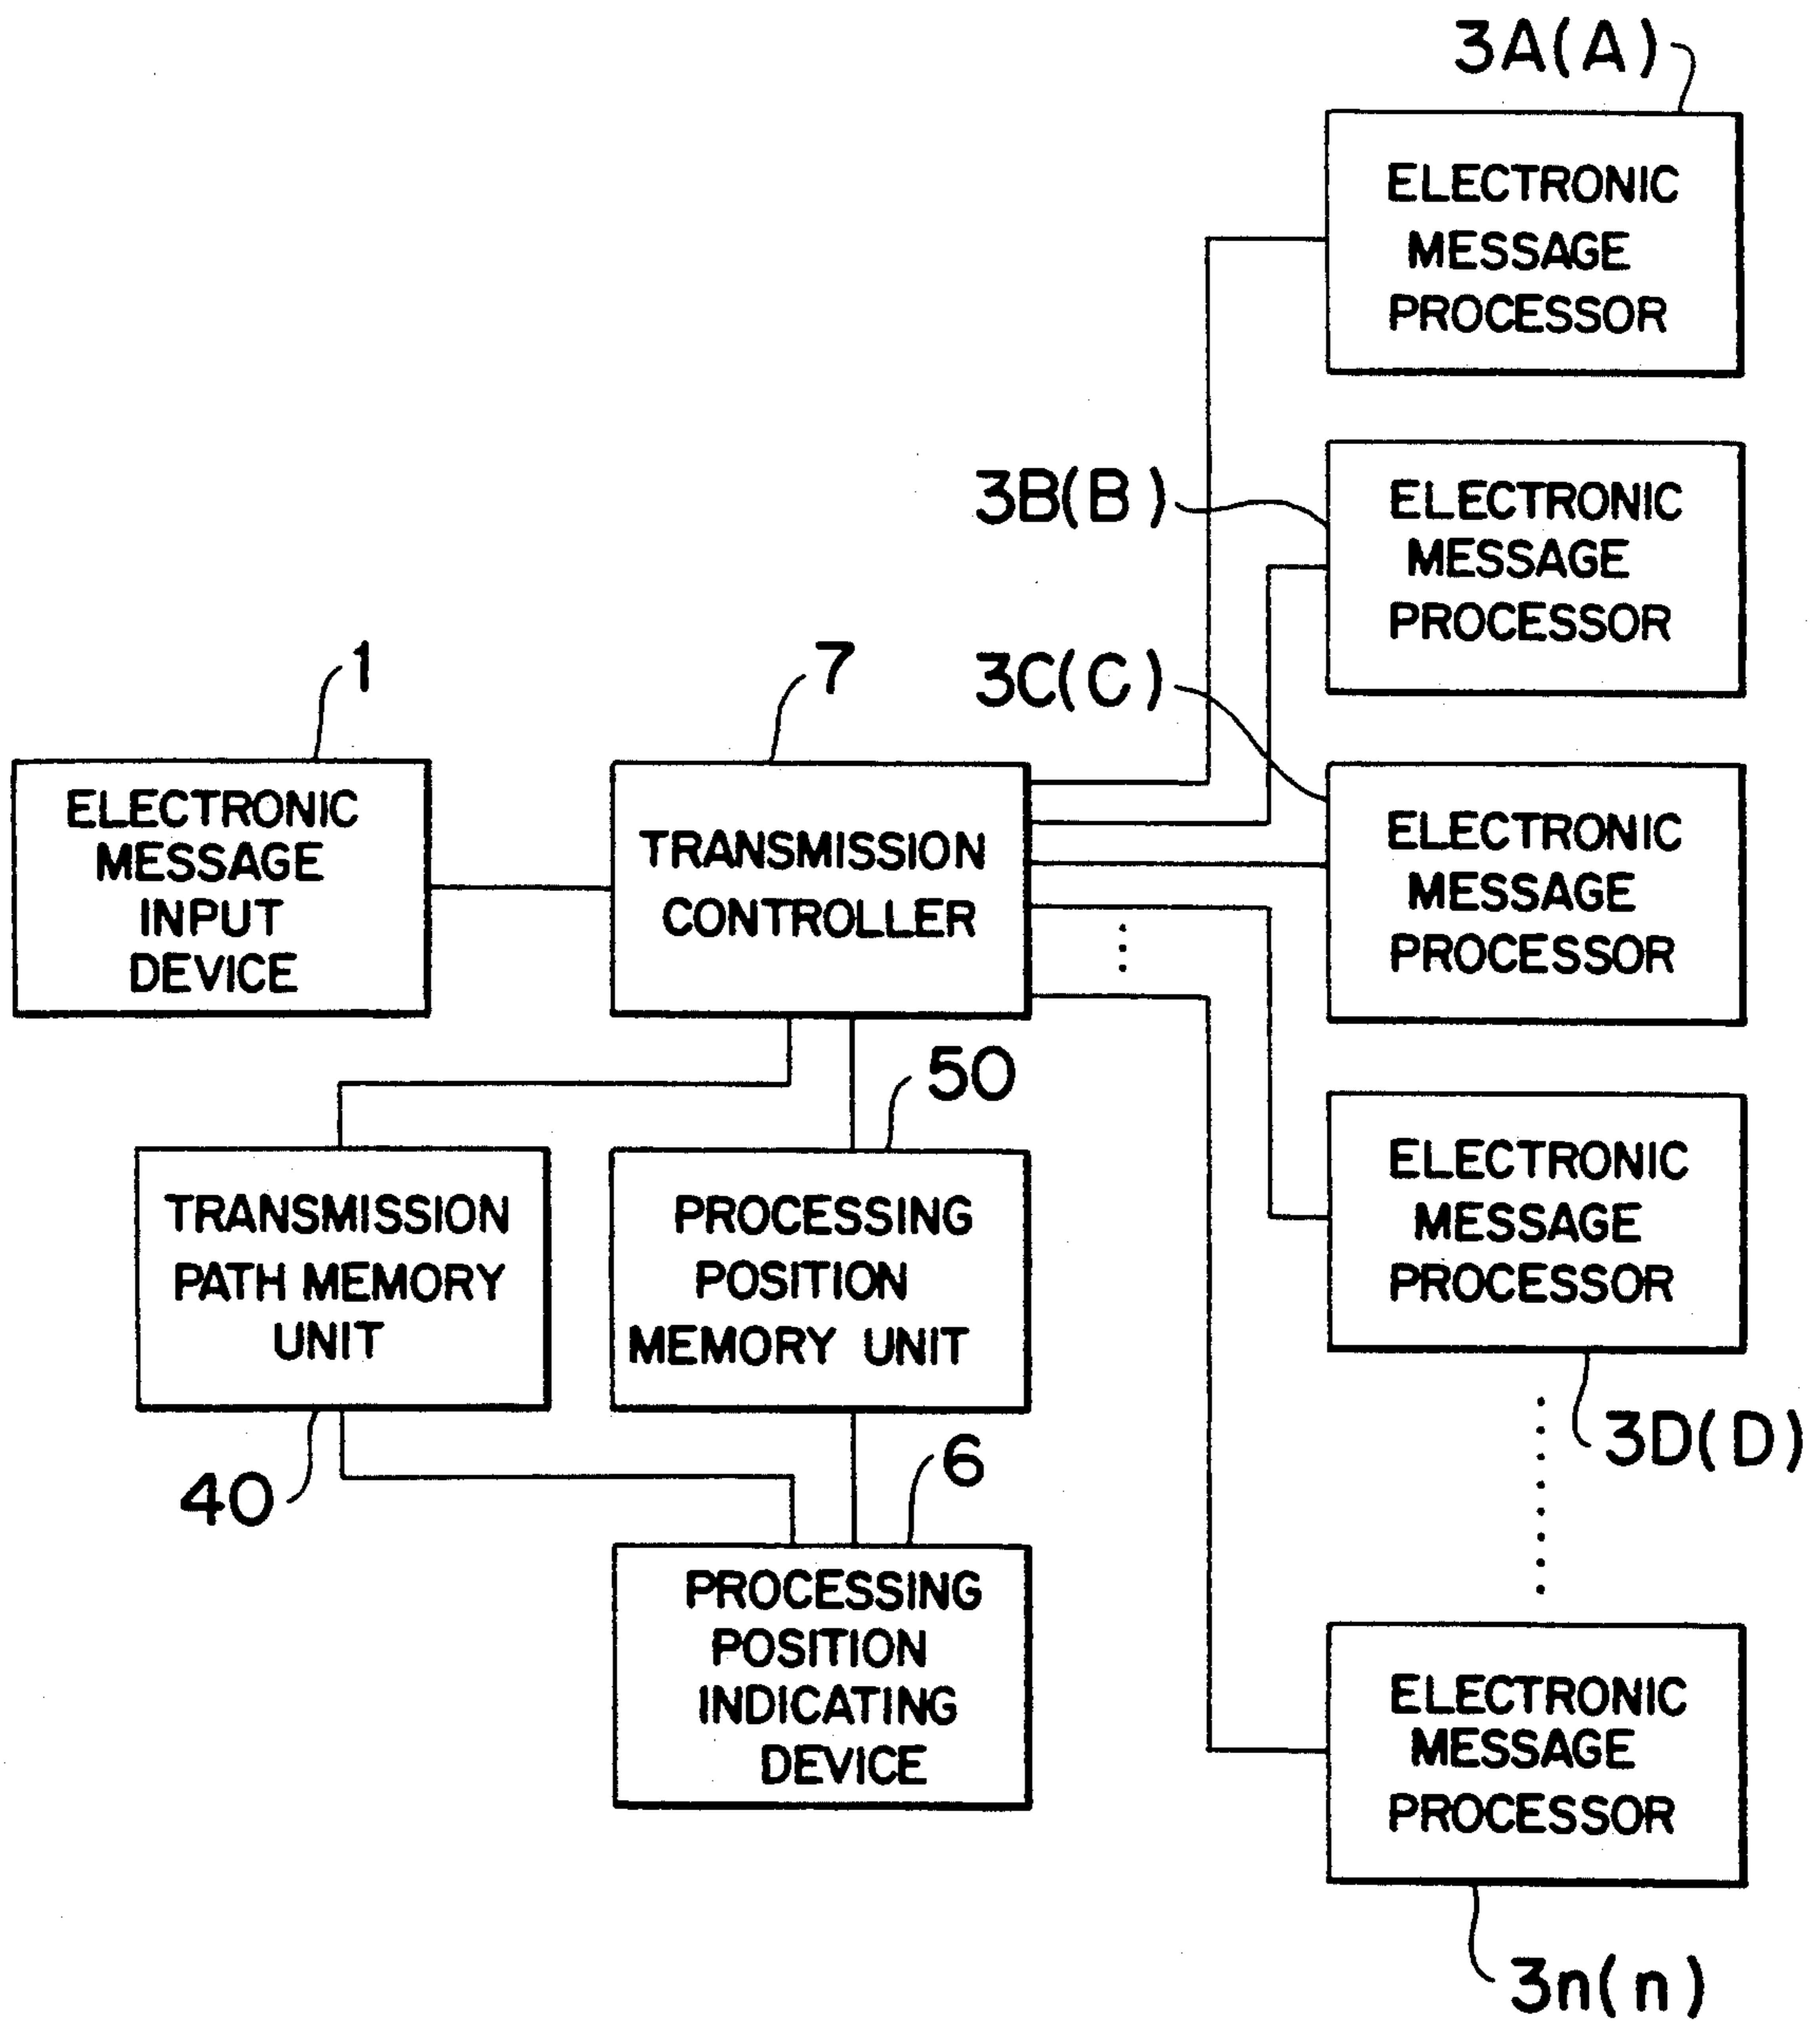 3A(A)
ELECTRONIC
MESSAGE
PROCESSOR
3B(B)
ELECTRONIC
MESSAGE
PROCESSOR
3C(C)
ELECTRONIC
MESSAGE
PROCESSOR
1
ELECTRONIC
MESSAGE
INPUT
DEVICE
7
TRANSMISSION
CONTROLLER
ELECTRONIC
MESSAGE
PROCESSOR
3D(D)
40
TRANSMISSION
PATH MEMORY
UNIT
50
PROCESSING
POSITION
MEMORY UNIT
6
PROCESSING
POSITION
INDICATING
DEVICE
ELECTRONIC
MESSAGE
PROCESSOR
3n(n)